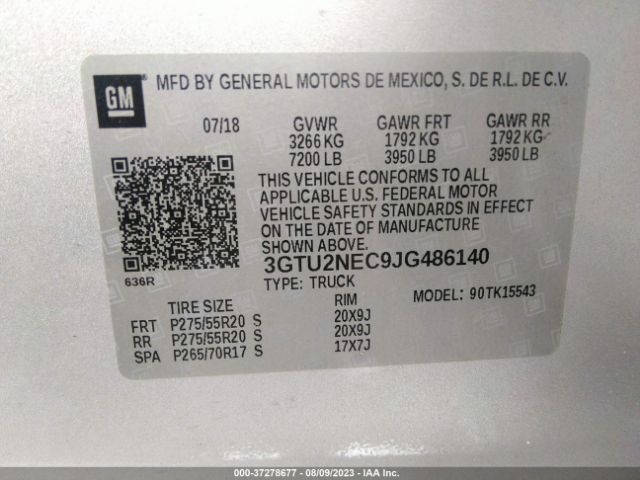 GM MFD BY GENERAL MOTORS DE MEXICO, S. DE R.L. DE C.V.
07/18 GVWR GAWR FRT GAWR RR
3266 KG 1792 KG 1792 KG
7200 LB 3950 LB 3950 LB
THIS VEHICLE CONFORMS TO ALL
APPLICABLE U.S. FEDERAL MOTOR
VEHICLE SAFETY STANDARDS IN EFFECT
ON THE DATE OF MANUFACTURE
SHOWN ABOVE.
636R
3GTU2NEC9JG486140
TYPE: TRUCK MODEL: 90TK15543
TIRE SIZE RIM
FRT P275/55R20 S 20X9J
RR P275/55R20 S 20X9J
SPA P265/70R17 S 17X7J
000-37278677 - 08/09/2023 - IAA Inc.